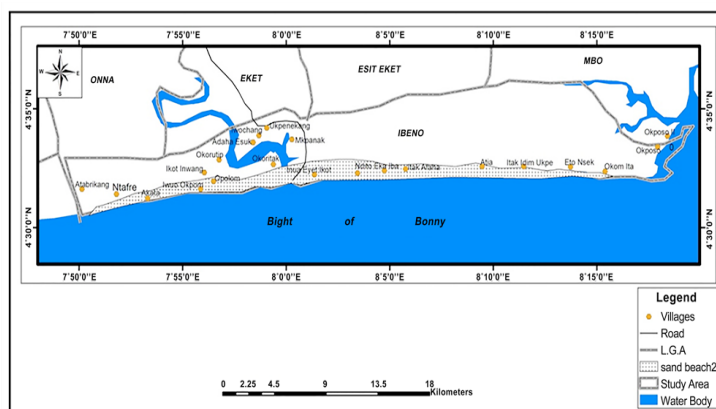 N
W E
S
ONNA
EKET
ESIT EKET
MBO
IBENO
Iwochang
Okpenekang
Adaha Esuk
Mkpanak
Okposo
Okposo
Okorutip
Okontak
Ikot Inwang
Opolom
Ndito Eka Iba
Itak Abasi
Atia
Itak Idim Ukpe
Eto Nsek
Okom Ita
Atabrikang
Ntafre
Akata
Iwuo Okpom
Bight of Bonny
4°35'0"N
4°30'0"N
4°35'0"N
4°30'0"N
7°50'0"E
7°55'0"E
8°0'0"E
8°5'0"E
8°10'0"E
8°15'0"E
7°50'0"E
7°55'0"E
8°0'0"E
8°5'0"E
8°10'0"E
8°15'0"E
Legend
Villages
Road
L.G.A
sand beach2
Study Area
Water Body
0 2.25 4.5 9 13.5 18
Kilometers